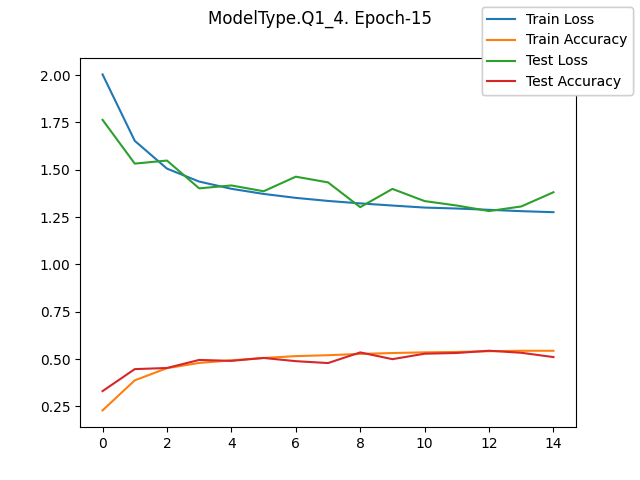 ModelType.Q1_4. Epoch-15
Train Loss
Train Accuracy
Test Loss
Test Accuracy
2.00
1.75
1.50
1.25
1.00
0.75
0.50
0.25
0 2 4 6 8 10 12 14